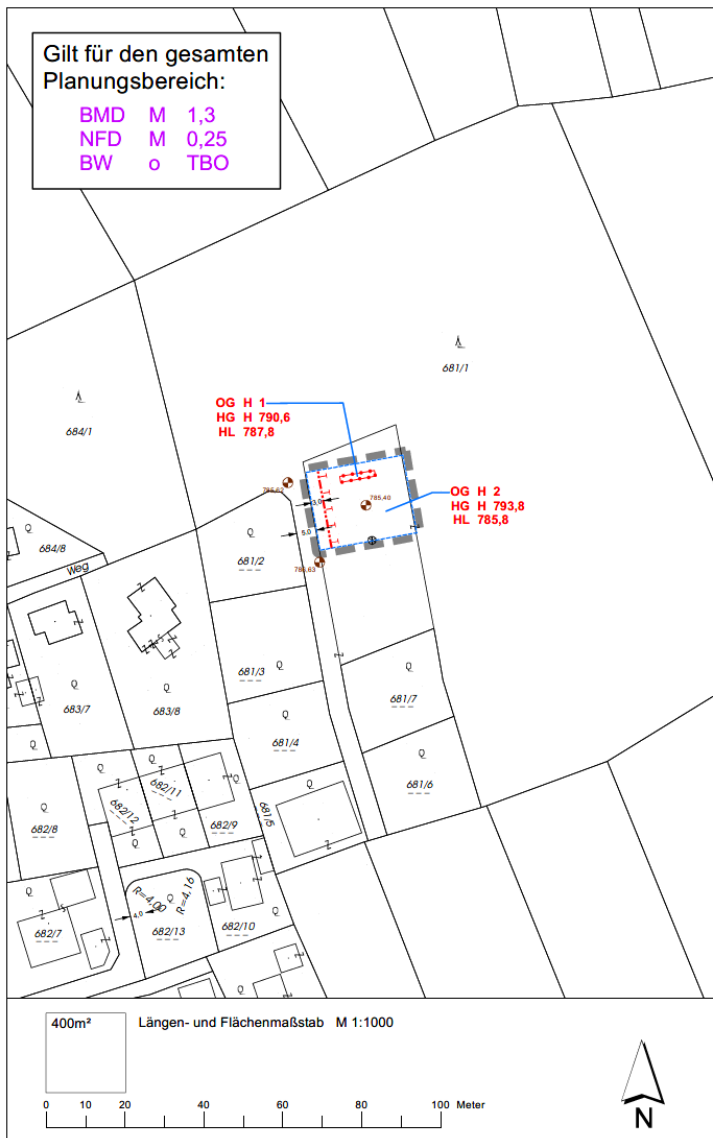 Gilt für den gesamten
Planungsbereich:
BMD M 1,3
NFD M 0,25
BW o TBO
681/1
684/1
OG H 1
HG H 790,6
HL 787,8
OG H 2
HG H 793,8
HL 785,8
785,40
3,0
5,0
684/8
Weg
681/2
681/3
683/7
683/8
681/7
681/4
681/6
682/11
682/12
682/8
682/9
681/5
R=4,00
R=4,16
4,0
682/7
682/13
682/10
400m²
Längen- und Flächenmaßstab M 1:1000
0 10 20 40 60 80 100 Meter
N